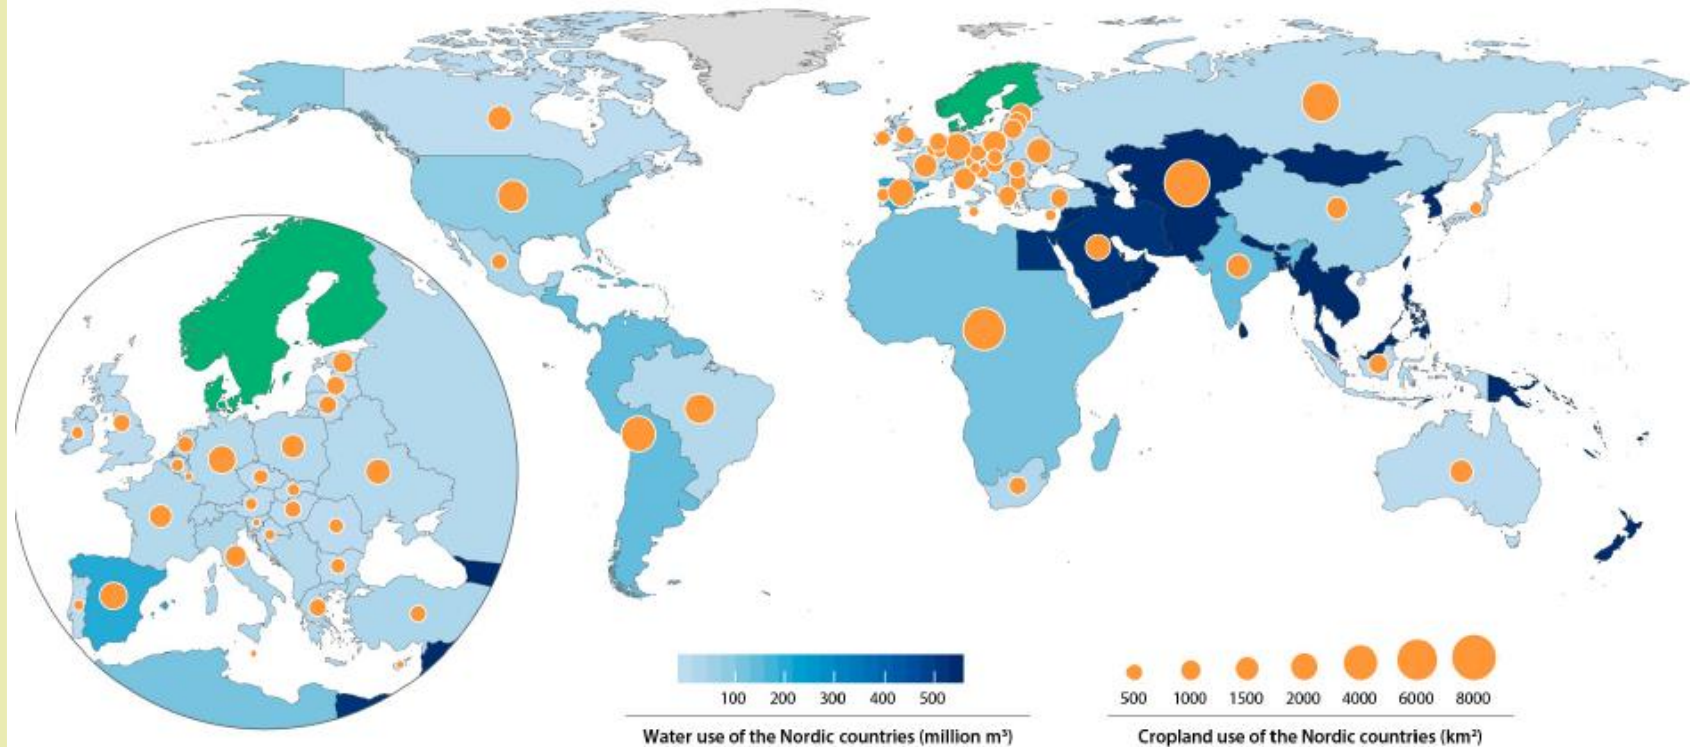 100 200 300 400 500
Water use of the Nordic countries (million m³)
500 1000 1500 2000 4000 6000 8000
Cropland use of the Nordic countries (km²)